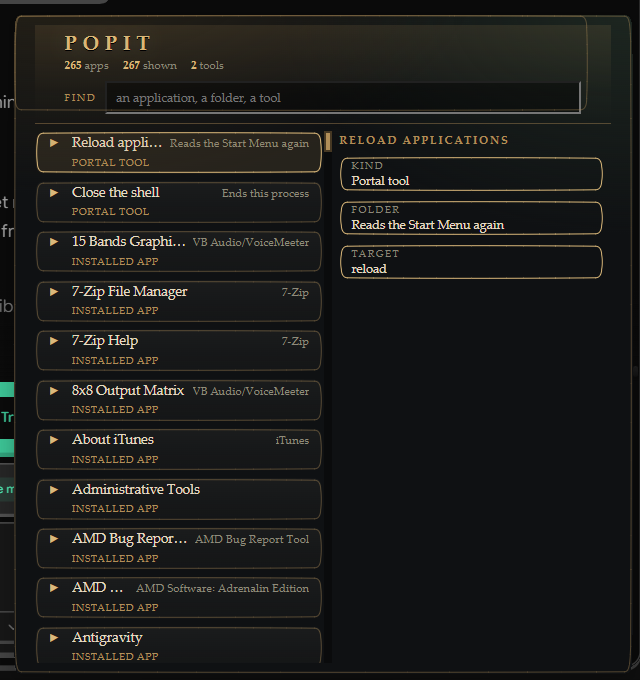 POPIT
265 apps 267 shown 2 tools
FIND an application, a folder, a tool
Reload appli... Reads the Start Menu again
PORTAL TOOL
Close the shell Ends this process
PORTAL TOOL
15 Bands Graphi... VB Audio/VoiceMeeter
INSTALLED APP
7-Zip File Manager 7-Zip
INSTALLED APP
7-Zip Help 7-Zip
INSTALLED APP
8x8 Output Matrix VB Audio/VoiceMeeter
INSTALLED APP
About iTunes iTunes
INSTALLED APP
Administrative Tools
INSTALLED APP
AMD Bug Repor... AMD Bug Report Tool
INSTALLED APP
AMD ... AMD Software: Adrenalin Edition
INSTALLED APP
Antigravity
INSTALLED APP
RELOAD APPLICATIONS
KIND
Portal tool
FOLDER
Reads the Start Menu again
TARGET
reload